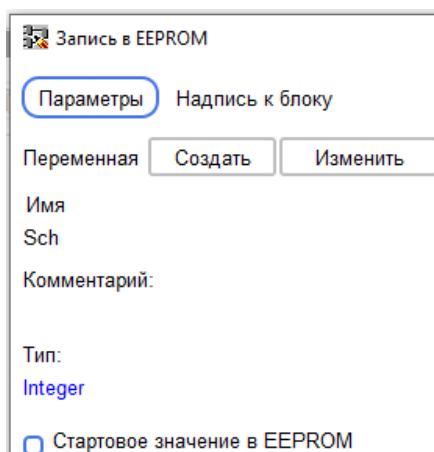 Запись в EEPROM
Параметры Надпись к блоку
Переменная Создать Изменить
Имя
Sch
Комментарий:
Тип:
Integer
Стартовое значение в EEPROM